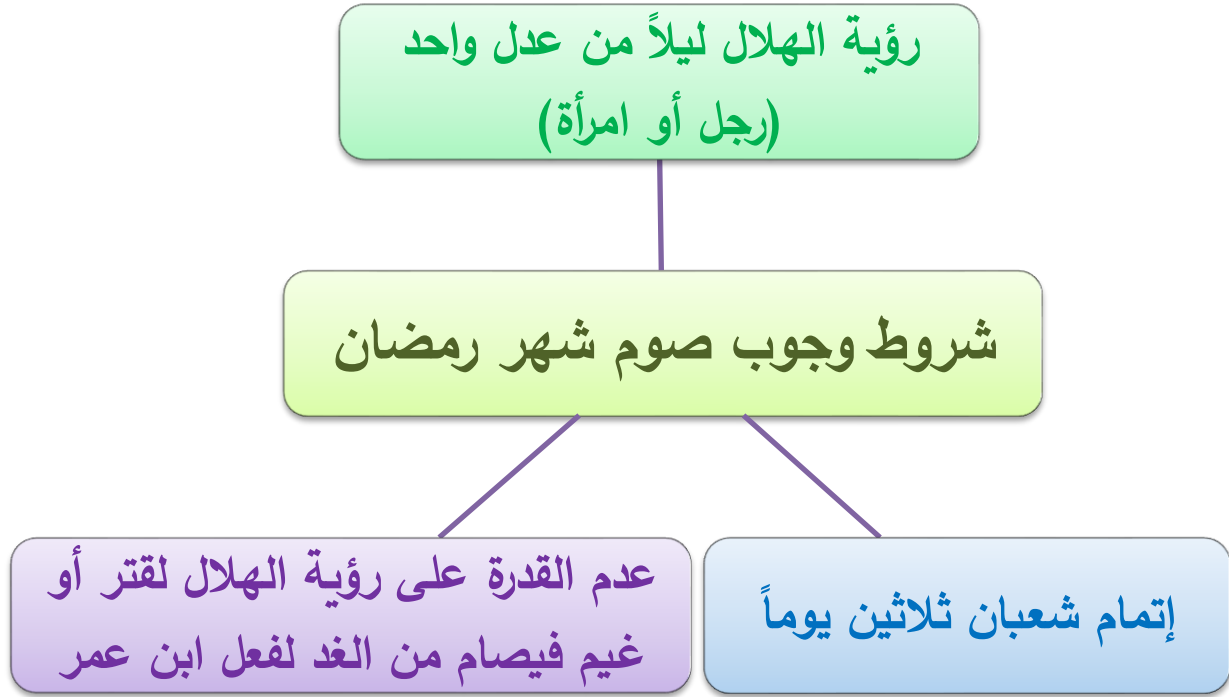 رؤية الهلال ليلاً من عدل واحد
(رجل أو امرأة)
شروط وجوب صوم شهر رمضان
إتمام شعبان ثلاثين يوماً
عدم القدرة على رؤية الهلال لقتر أو
غيم فيصام من الغد لفعل ابن عمر